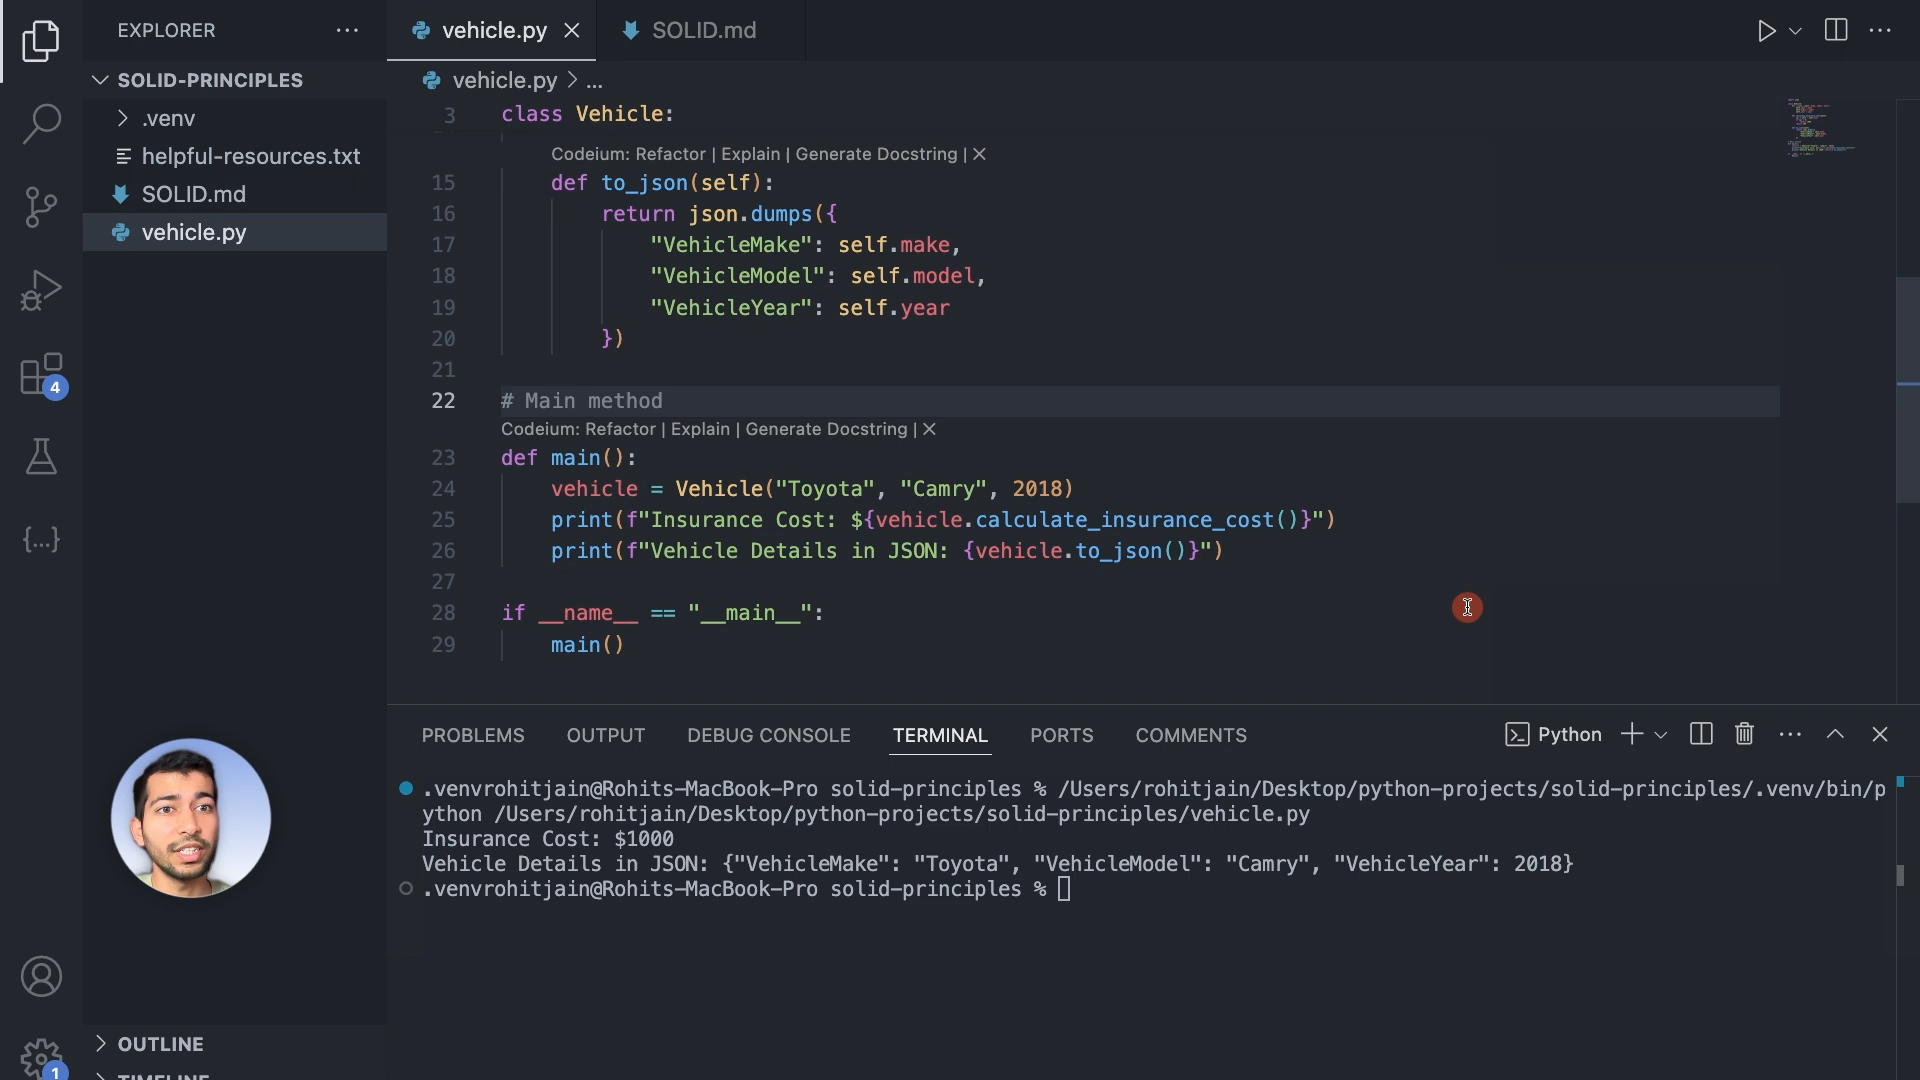 EXPLORER
SOLID-PRINCIPLES
.venv
helpful-resources.txt
SOLID.md
vehicle.py
4
1
OUTLINE
TIMELINE
vehicle.py
SOLID.md
vehicle.py > ...
3 class Vehicle:
Codeium: Refactor | Explain | Generate Docstring | ×
15 def to_json(self):
16 return json.dumps({
17 "VehicleMake": self.make,
18 "VehicleModel": self.model,
19 "VehicleYear": self.year
20 })
21
22 # Main method
Codeium: Refactor | Explain | Generate Docstring | ×
23 def main():
24 vehicle = Vehicle("Toyota", "Camry", 2018)
25 print(f"Insurance Cost: ${vehicle.calculate_insurance_cost()}")
26 print(f"Vehicle Details in JSON: {vehicle.to_json()}")
27
28 if __name__ == "__main__":
29 main()
PROBLEMS OUTPUT DEBUG CONSOLE TERMINAL PORTS COMMENTS Python
.venvrohitjain@Rohits-MacBook-Pro solid-principles % /Users/rohitjain/Desktop/python-projects/solid-principles/.venv/bin/p
ython /Users/rohitjain/Desktop/python-projects/solid-principles/vehicle.py
Insurance Cost: $1000
Vehicle Details in JSON: {"VehicleMake": "Toyota", "VehicleModel": "Camry", "VehicleYear": 2018}
.venvrohitjain@Rohits-MacBook-Pro solid-principles %